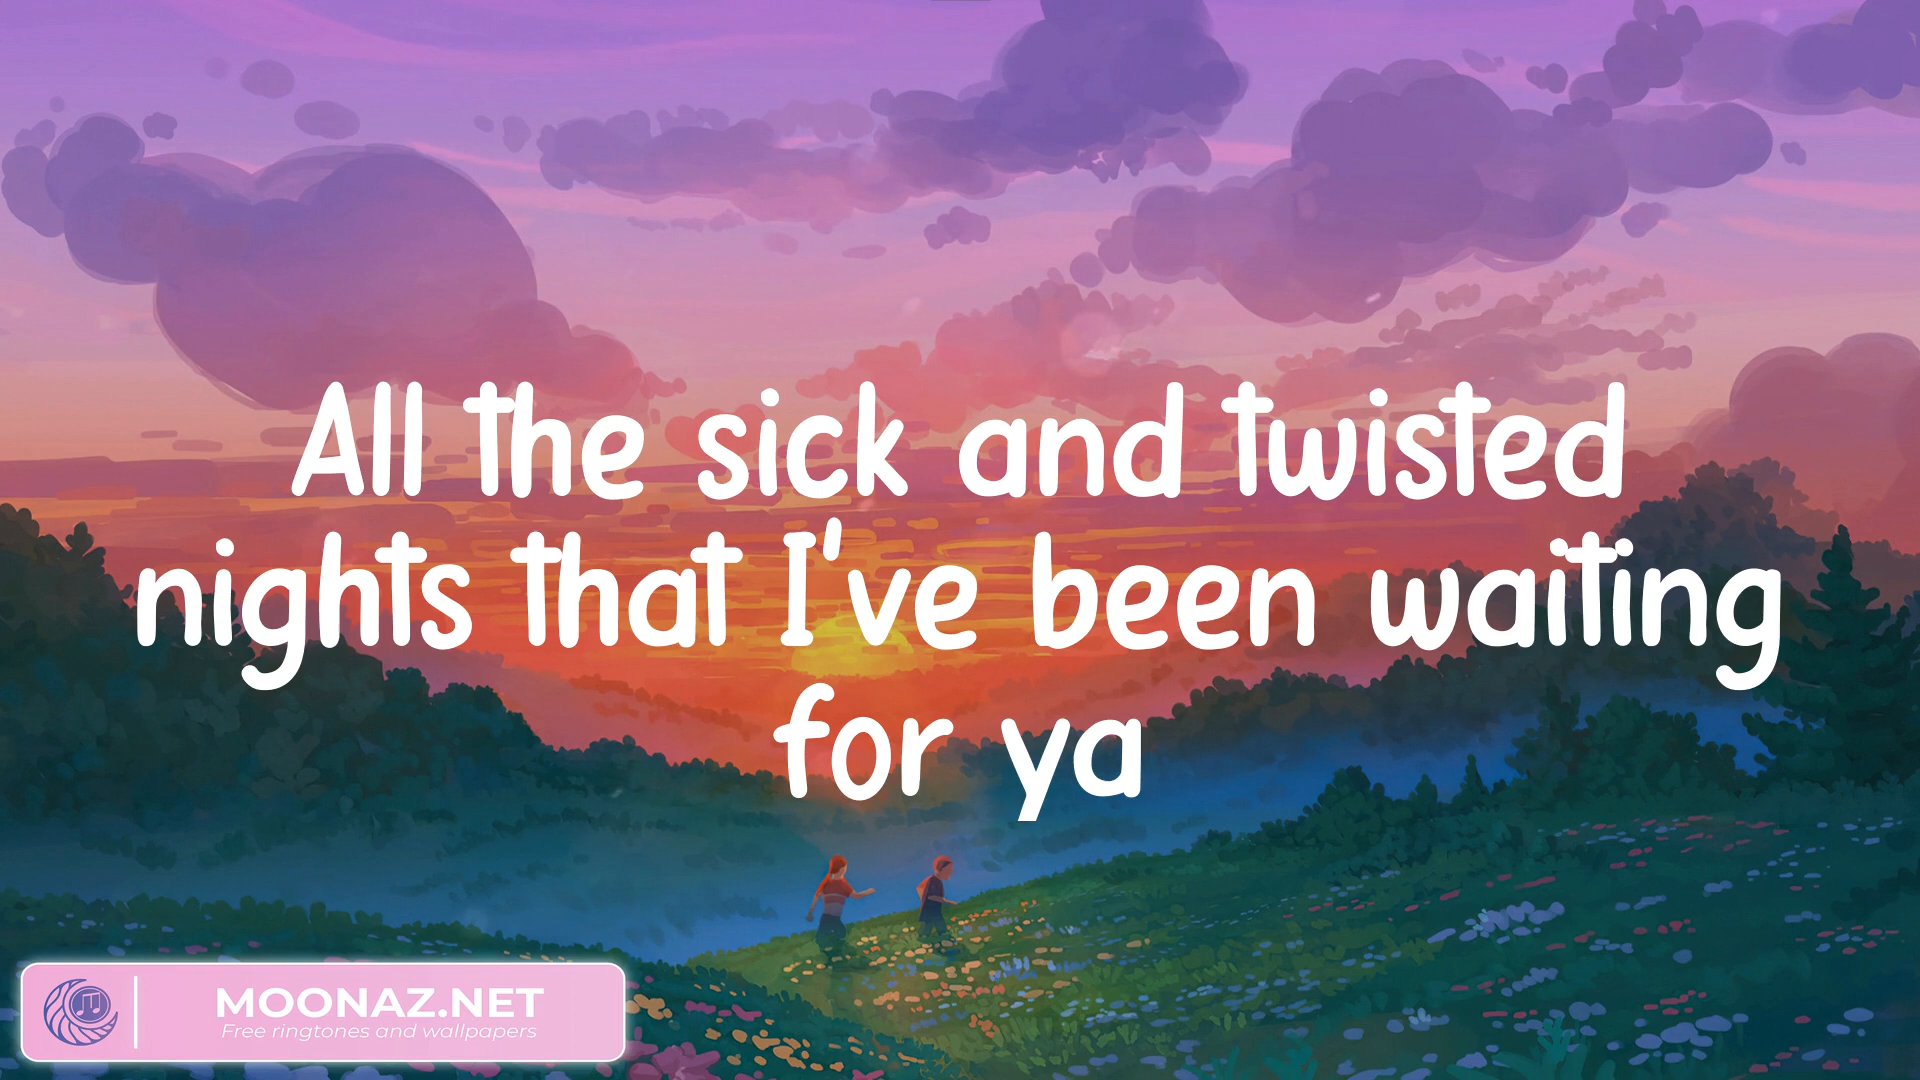 All the sick and twisted
nights that I've been waiting
for ya
MOONAZ.NET
Free ringtones and wallpapers